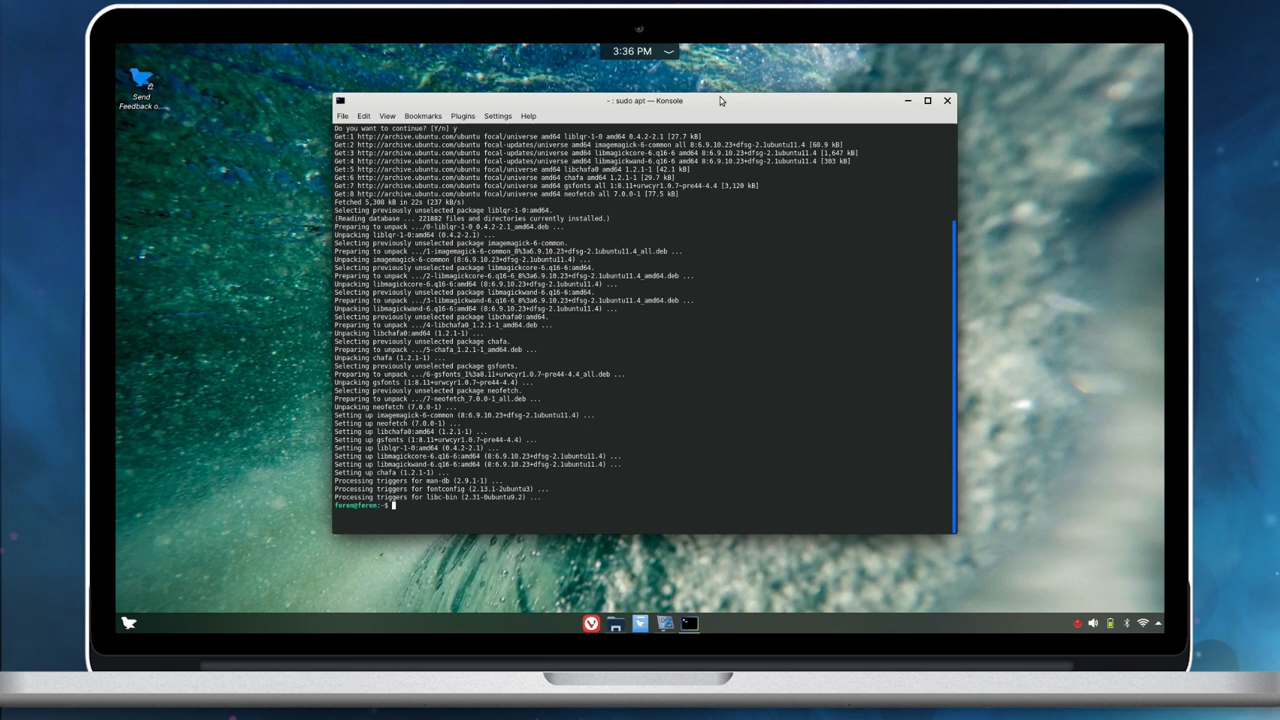 3:36 PM
Send
Feedback o...
~ : sudo apt — Konsole
File Edit View Bookmarks Plugins Settings Help
Do you want to continue? [Y/n] y
Get:1 http://archive.ubuntu.com/ubuntu focal/universe amd64 liblqr-1-0 amd64 0.4.2-2.1 [27.7 kB]
Get:2 http://archive.ubuntu.com/ubuntu focal-updates/universe amd64 imagemagick-6-common all 8:6.9.10.23+dfsg-2.1ubuntu11.4 [60.9 kB]
Get:3 http://archive.ubuntu.com/ubuntu focal-updates/universe amd64 libmagickcore-6.q16-6 amd64 8:6.9.10.23+dfsg-2.1ubuntu11.4 [1,647 kB]
Get:4 http://archive.ubuntu.com/ubuntu focal-updates/universe amd64 libmagickwand-6.q16-6 amd64 8:6.9.10.23+dfsg-2.1ubuntu11.4 [303 kB]
Get:5 http://archive.ubuntu.com/ubuntu focal/universe amd64 libchafa0 amd64 1.2.1-1 [42.1 kB]
Get:6 http://archive.ubuntu.com/ubuntu focal/universe amd64 chafa amd64 1.2.1-1 [29.7 kB]
Get:7 http://archive.ubuntu.com/ubuntu focal/universe amd64 gsfonts all 1:8.11+urwcyr1.0.7~pre44-4.4 [3,120 kB]
Get:8 http://archive.ubuntu.com/ubuntu focal/universe amd64 neofetch all 7.0.0-1 [77.5 kB]
Fetched 5,308 kB in 22s (237 kB/s)
Selecting previously unselected package liblqr-1-0:amd64.
(Reading database ... 221882 files and directories currently installed.)
Preparing to unpack .../0-liblqr-1-0_0.4.2-2.1_amd64.deb ...
Unpacking liblqr-1-0:amd64 (0.4.2-2.1) ...
Selecting previously unselected package imagemagick-6-common.
Preparing to unpack .../1-imagemagick-6-common_8%3a6.9.10.23+dfsg-2.1ubuntu11.4_all.deb ...
Unpacking imagemagick-6-common (8:6.9.10.23+dfsg-2.1ubuntu11.4) ...
Selecting previously unselected package libmagickcore-6.q16-6:amd64.
Preparing to unpack .../2-libmagickcore-6.q16-6_8%3a6.9.10.23+dfsg-2.1ubuntu11.4_amd64.deb ...
Unpacking libmagickcore-6.q16-6:amd64 (8:6.9.10.23+dfsg-2.1ubuntu11.4) ...
Selecting previously unselected package libmagickwand-6.q16-6:amd64.
Preparing to unpack .../3-libmagickwand-6.q16-6_8%3a6.9.10.23+dfsg-2.1ubuntu11.4_amd64.deb ...
Unpacking libmagickwand-6.q16-6:amd64 (8:6.9.10.23+dfsg-2.1ubuntu11.4) ...
Selecting previously unselected package libchafa0:amd64.
Preparing to unpack .../4-libchafa0_1.2.1-1_amd64.deb ...
Unpacking libchafa0:amd64 (1.2.1-1) ...
Selecting previously unselected package chafa.
Preparing to unpack .../5-chafa_1.2.1-1_amd64.deb ...
Unpacking chafa (1.2.1-1) ...
Selecting previously unselected package gsfonts.
Preparing to unpack .../6-gsfonts_1%3a8.11+urwcyr1.0.7~pre44-4.4_all.deb ...
Unpacking gsfonts (1:8.11+urwcyr1.0.7~pre44-4.4) ...
Selecting previously unselected package neofetch.
Preparing to unpack .../7-neofetch_7.0.0-1_all.deb ...
Unpacking neofetch (7.0.0-1) ...
Setting up imagemagick-6-common (8:6.9.10.23+dfsg-2.1ubuntu11.4) ...
Setting up neofetch (7.0.0-1) ...
Setting up libchafa0:amd64 (1.2.1-1) ...
Setting up gsfonts (1:8.11+urwcyr1.0.7~pre44-4.4) ...
Setting up liblqr-1-0:amd64 (0.4.2-2.1) ...
Setting up libmagickcore-6.q16-6:amd64 (8:6.9.10.23+dfsg-2.1ubuntu11.4) ...
Setting up libmagickwand-6.q16-6:amd64 (8:6.9.10.23+dfsg-2.1ubuntu11.4) ...
Setting up chafa (1.2.1-1) ...
Processing triggers for man-db (2.9.1-1) ...
Processing triggers for fontconfig (2.13.1-2ubuntu3) ...
Processing triggers for libc-bin (2.31-0ubuntu9.2) ...
feren@feren:~$